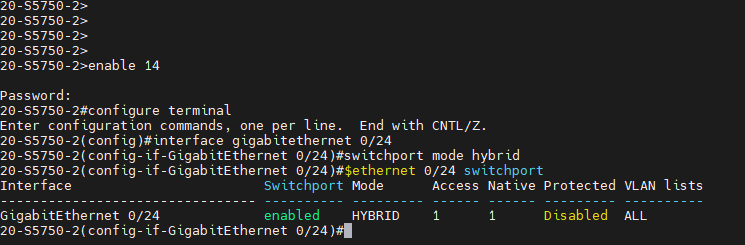 20-S5750-2>
20-S5750-2>
20-S5750-2>
20-S5750-2>
20-S5750-2>enable 14
Password:
20-S5750-2#configure terminal
Enter configuration commands, one per line.  End with CNTL/Z.
20-S5750-2(config)#interface gigabitethernet 0/24
20-S5750-2(config-if-GigabitEthernet 0/24)#switchport mode hybrid
20-S5750-2(config-if-GigabitEthernet 0/24)#$ethernet 0/24 switchport
Interface                        Switchport Mode      Access Native Protected VLAN lists
-------------------------------- ---------- --------- ------ ------ --------- ----------
GigabitEthernet 0/24             enabled    HYBRID    1      1      Disabled  ALL
20-S5750-2(config-if-GigabitEthernet 0/24)#